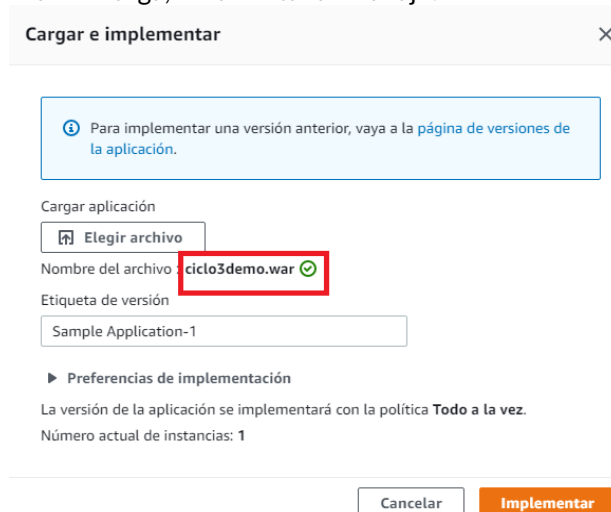 Cargar e implementar
Para implementar una versión anterior, vaya a la página de versiones de
la aplicación.
Cargar aplicación
Elegir archivo
Nombre del archivo : ciclo3demo.war
Etiqueta de versión
Sample Application-1
Preferencias de implementación
La versión de la aplicación se implementará con la política Todo a la vez.
Número actual de instancias: 1
Cancelar
Implementar